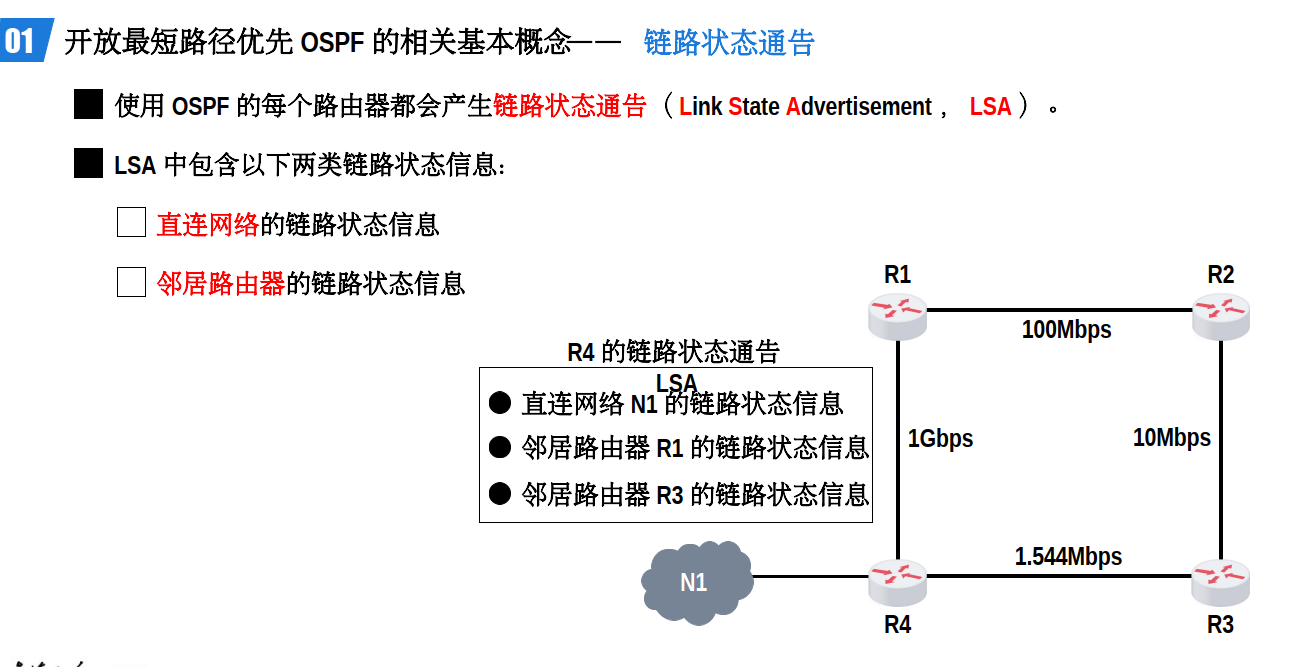 01 开放最短路径优先 OSPF 的相关基本概念—— 链路状态通告
使用 OSPF 的每个路由器都会产生链路状态通告（Link State Advertisement， LSA） 。
LSA 中包含以下两类链路状态信息:
直连网络的链路状态信息
邻居路由器的链路状态信息
R1
R2
100Mbps
R4 的链路状态通告
LSA
直连网络 N1 的链路状态信息
1Gbps
10Mbps
邻居路由器 R1 的链路状态信息
邻居路由器 R3 的链路状态信息
1.544Mbps
N1
R4
R3